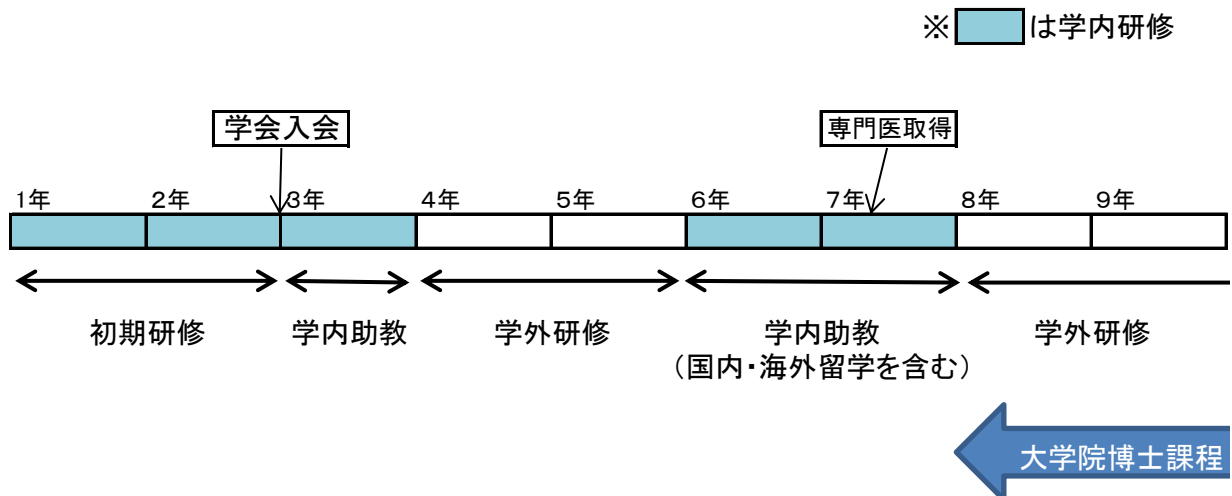 ※ は学内研修
学会入会
専門医取得
1年 2年 3年 4年 5年 6年 7年 8年 9年
初期研修 学内助教 学外研修 学内助教 学外研修
（国内・海外留学を含む）
大学院博士課程